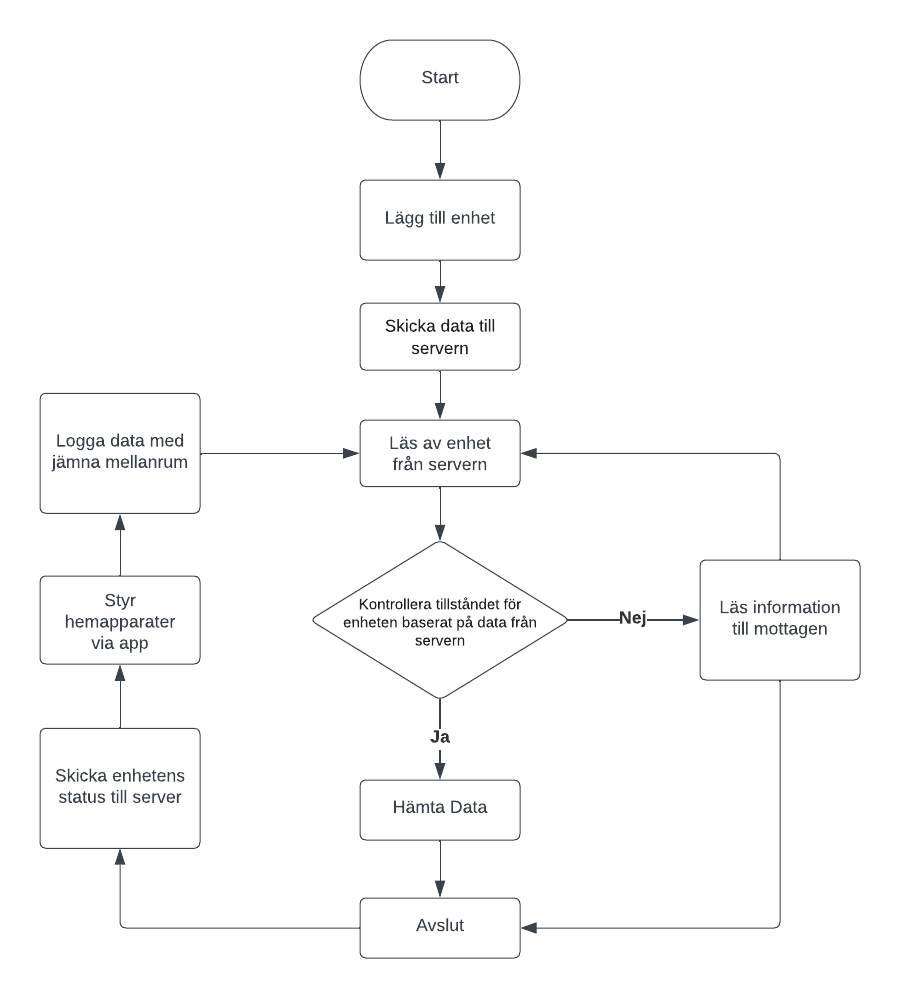 Start
Lägg till enhet
Skicka data till
servern
Läs av enhet
från servern
Logga data med
jämna mellanrum
Kontrollera tillståndet för
enheten baserat på data från
servern
Nej
Läs information
till mottagen
Styr
hemapparater
via app
Ja
Skicka enhetens
status till server
Hämta Data
Avslut